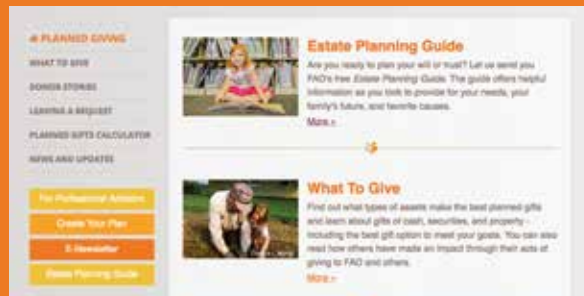 PLANNED GIVING
WHAT TO GIVE
DONOR STORIES
LEAVING A BEQUEST
PLANNED GIFTS CALCULATOR
NEWS AND UPDATES
For Professional Advisors
Create Your Plan
E-Newsletter
Estate Planning Guide
Estate Planning Guide
Are you ready to plan your will or trust? Let us send you
FAO's free Estate Planning Guide. The guide offers helpful
information as you look to provide for your needs, your
family's future, and favorite causes.
More »
What To Give
Find out what types of assets make the best planned gifts
and learn about gifts of cash, securities, and property -
including the best gift option to meet your goals. You can also
read how others have made an impact through their acts of
giving to FAO and others.
More »